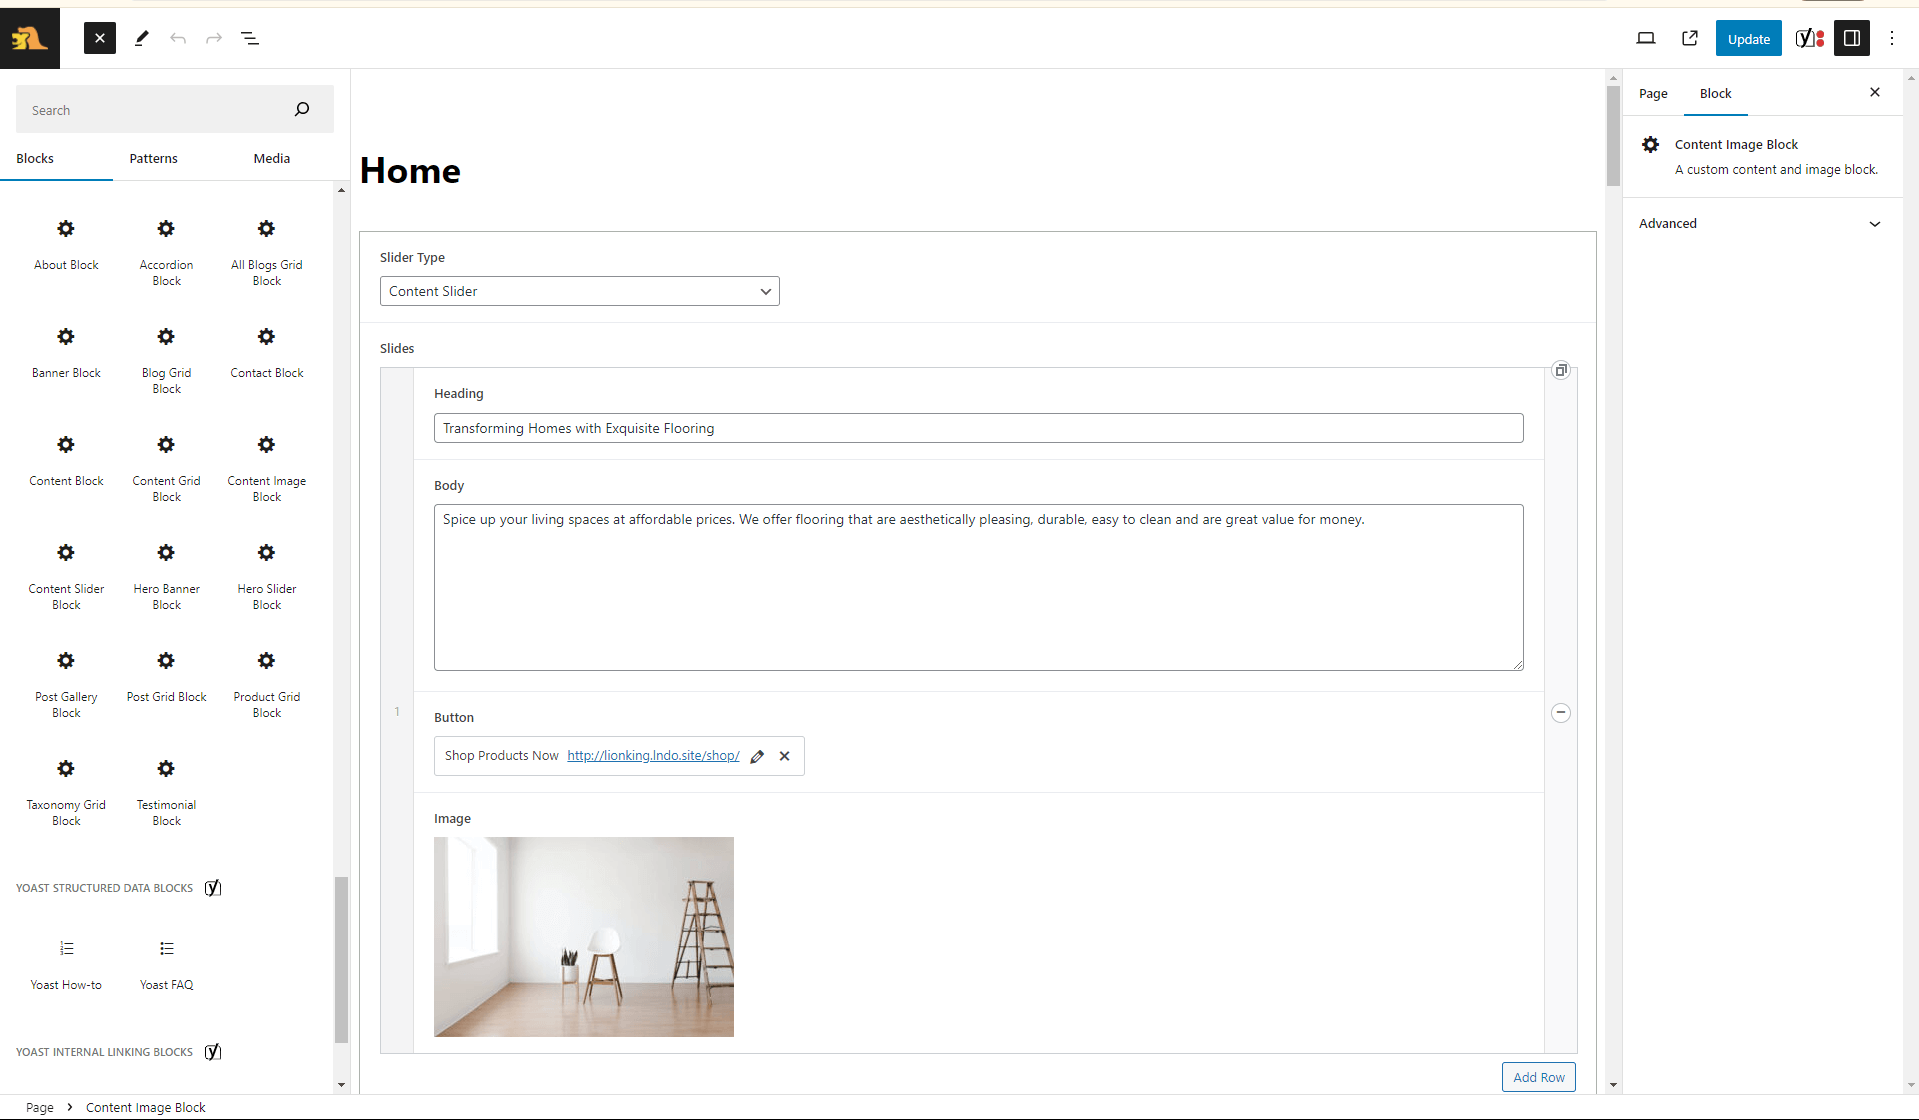 Update
Search
Blocks
Patterns
Media
About Block
Accordion
Block
All Blogs Grid
Block
Banner Block
Blog Grid
Block
Contact Block
Content Block
Content Grid
Block
Content Image
Block
Content Slider
Block
Hero Banner
Block
Hero Slider
Block
Post Gallery
Block
Post Grid Block
Product Grid
Block
Taxonomy Grid
Block
Testimonial
Block
YOAST STRUCTURED DATA BLOCKS
Yoast How-to
Yoast FAQ
YOAST INTERNAL LINKING BLOCKS
Home
Slider Type
Content Slider
Slides
1
Heading
Transforming Homes with Exquisite Flooring
Body
Spice up your living spaces at affordable prices. We offer flooring that are aesthetically pleasing, durable, easy to clean and are great value for money.
Button
Shop Products Now http://lionking.lndo.site/shop/
Image
Add Row
Page
Block
Content Image Block
A custom content and image block.
Advanced
Page
Content Image Block